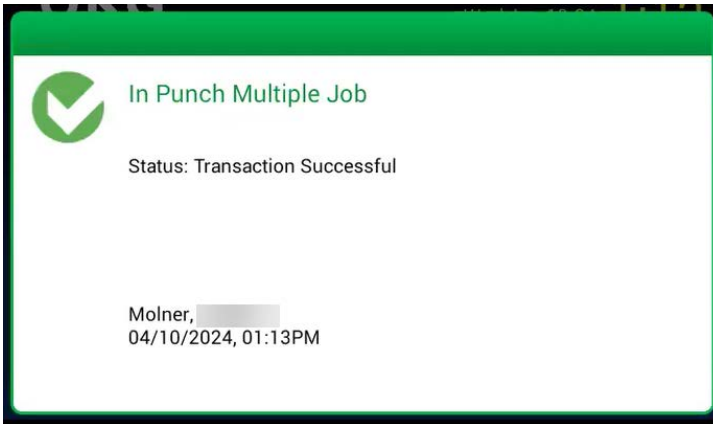 In Punch Multiple Job
Status: Transaction Successful
Molner,
04/10/2024, 01:13PM